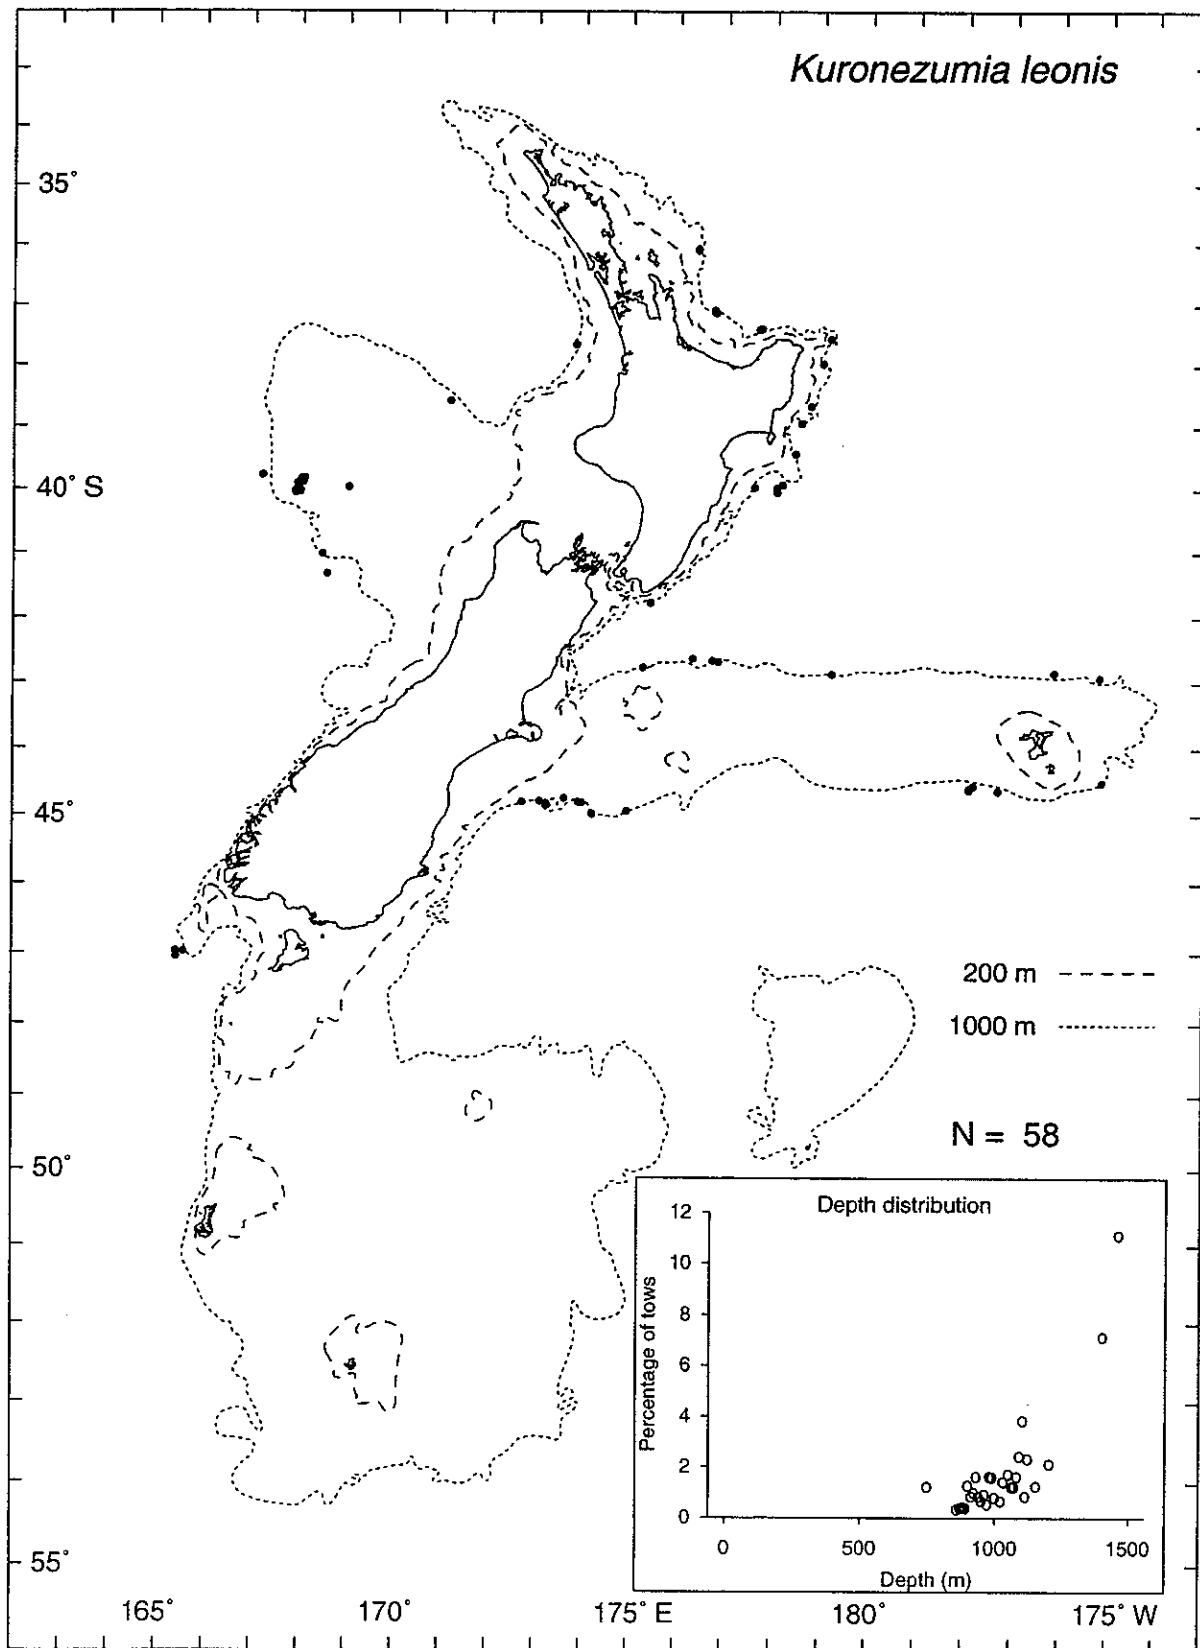 Kuronezumia leonis
35°
40° S
45°
50°
55°
200 m
1000 m
N = 58
Depth distribution
Percentage of tows
12
10
8
6
4
2
0
0 500 1000 1500
Depth (m)
165° 170° 175° E 180° 175° W